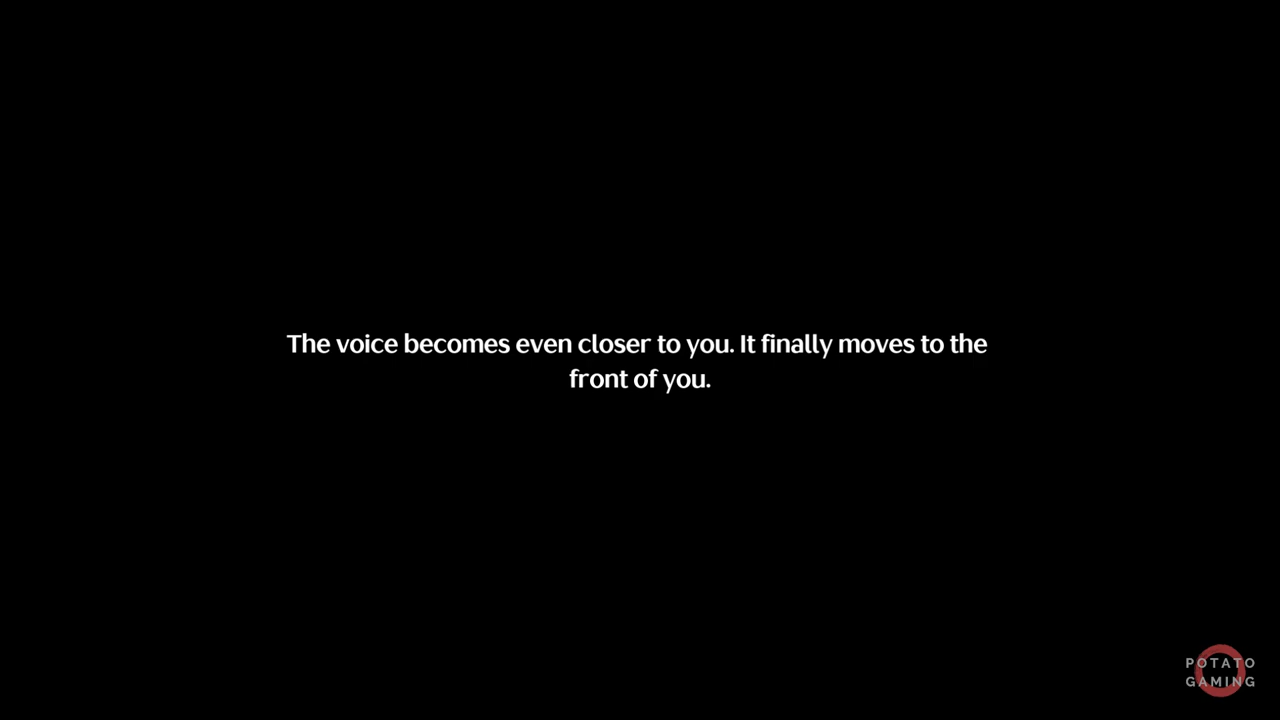 The voice becomes even closer to you. It finally moves to the
front of you.
POTATO
GAMING